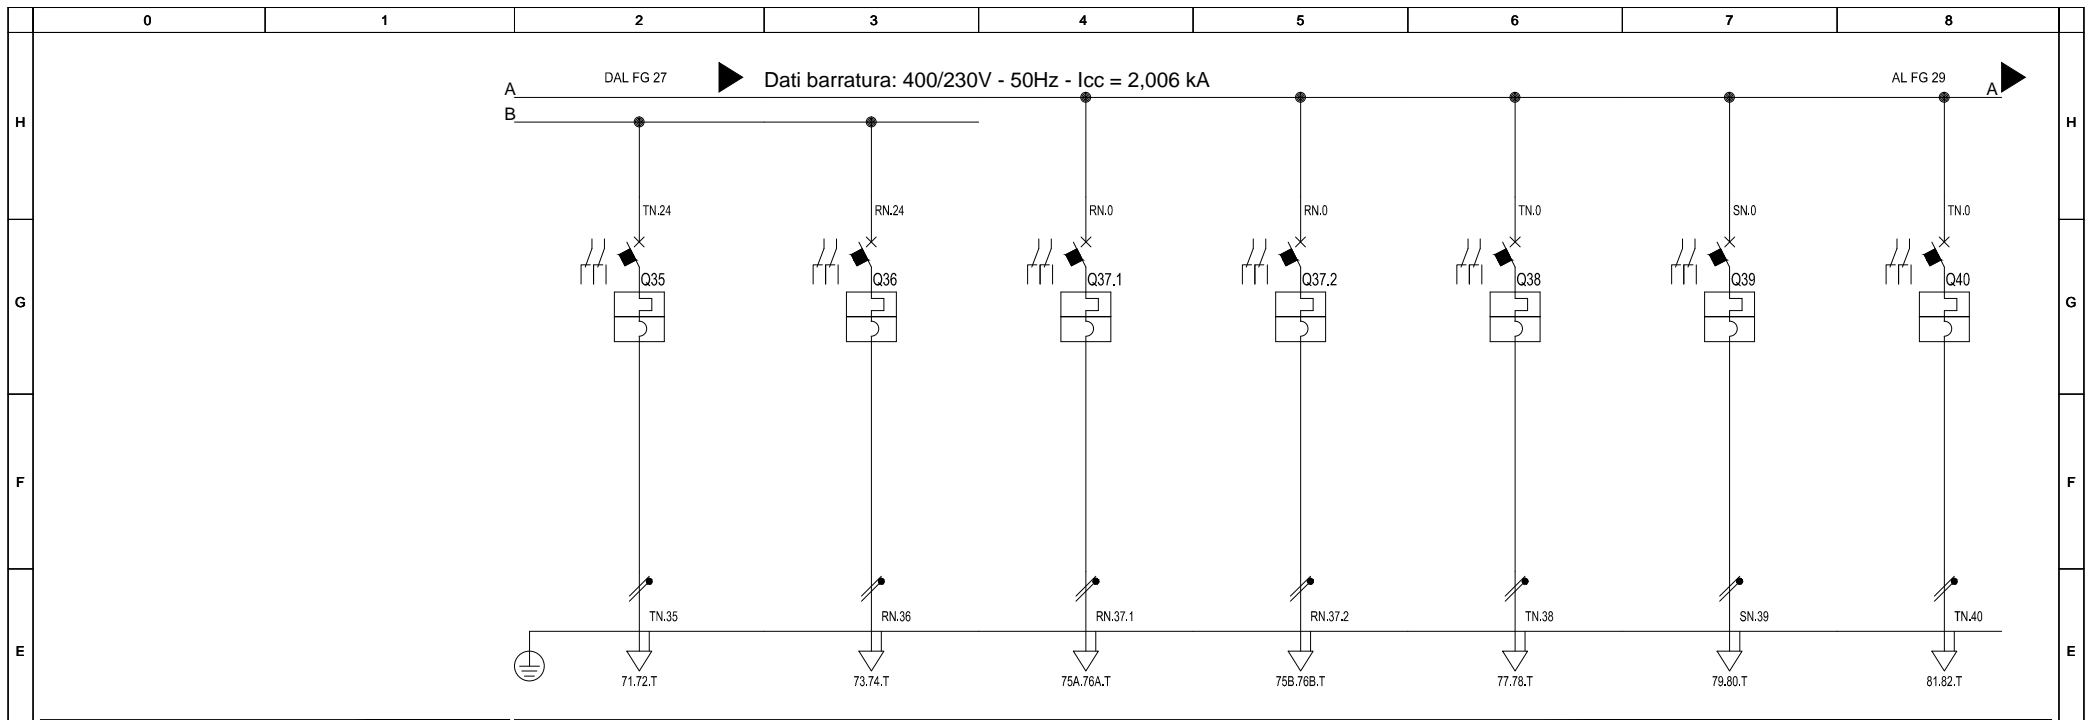 0 1 2 3 4 5 6 7 8
DAL FG 27 Dati barratura: 400/230V - 50Hz - Icc = 2,006 kA AL FG 29
A A
B
H H
TN.24 RN.24 RN.0 RN.0 TN.0 SN.0 TN.0
Q35 Q36 Q37.1 Q37.2 Q38 Q39 Q40
G G
F F
TN.35 RN.36 RN.37.1 RN.37.2 TN.38 SN.39 TN.40
E E
71.72.T 73.74.T 75A.76A.T 75B.76B.T 77.78.T 79.80.T 81.82.T